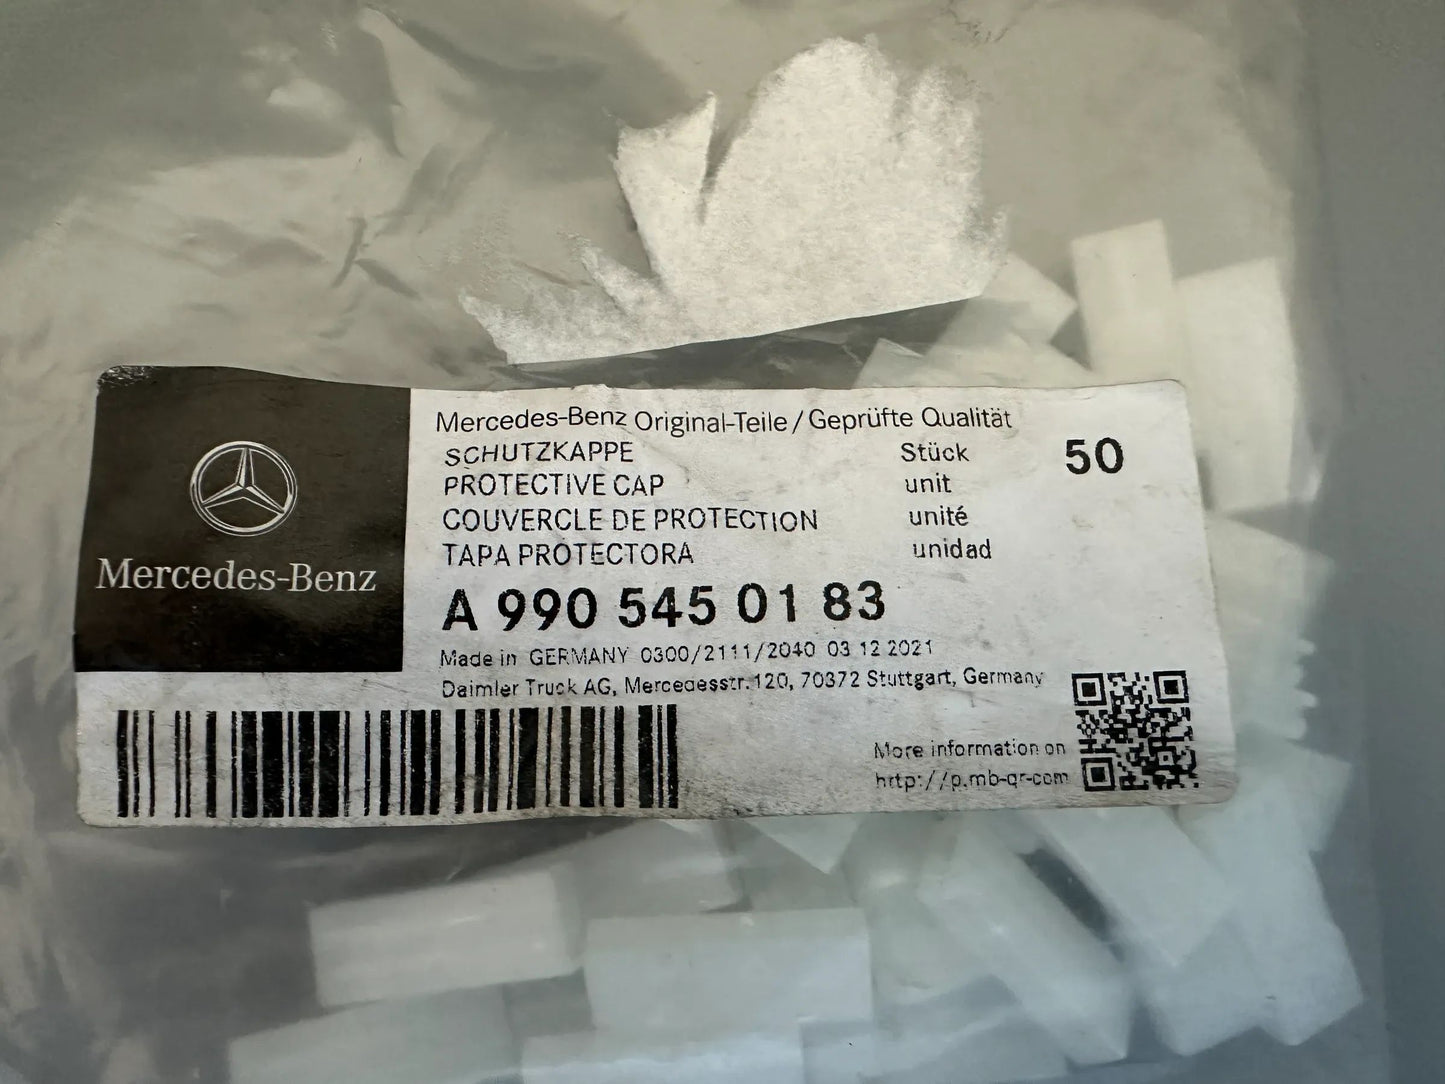 Mercedes-Benz
Mercedes-Benz Original-Teile/Geprüfte Qualität
SCHUTZKAPPE Stück 50
PROTECTIVE CAP unit
COUVERCLE DE PROTECTION unité
TAPA PROTECTORA unidad
A 990 545 01 83
Made in GERMANY 0300/2111/2040 03 12 2021
Daimler Truck AG, Mercedesstr. 120, 70372 Stuttgart, Germany
More information on
http://p.mb-qr-com